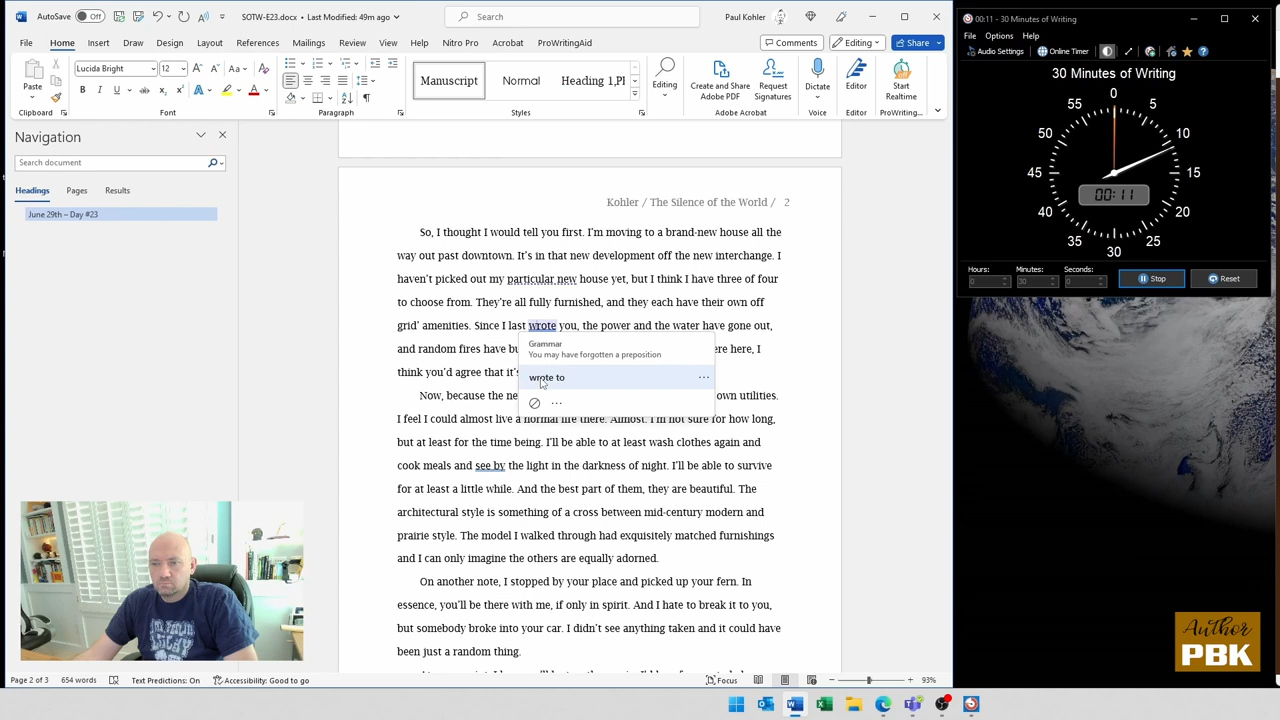 AutoSave Off SOTW-E23.docx • Last Modified: 49m ago Search Paul Kohler
File Home Insert Draw Design References Mailings Review View Help Nitro Pro Acrobat ProWritingAid Comments Editing Share
Paste Lucida Bright 12 Manuscript Normal Heading 1,Pl Editing Create and Share Adobe PDF Request Signatures Dictate Editor Start Realtime
Clipboard Font Paragraph Styles Adobe Acrobat Voice Editor ProWriting...
Navigation
Search document
Headings Pages Results
June 29th – Day #23
Kohler / The Silence of the World / 2
So, I thought I would tell you first. I'm moving to a brand-new house all the
way out past downtown. It's in that new development off the new interchange. I
haven't picked out my particular new house yet, but I think I have three of four
to choose from. They're all fully furnished, and they each have their own off
grid' amenities. Since I last wrote you, the power and the water have gone out,
and random fires have bu
ere here, I
think you'd agree that it's
Grammar
You may have forgotten a preposition
wrote to
Now, because the ne
own utilities.
I feel I could almost live a normal life there. Almost. I'm not sure for how long,
but at least for the time being. I'll be able to at least wash clothes again and
cook meals and see by the light in the darkness of night. I'll be able to survive
for at least a little while. And the best part of them, they are beautiful. The
architectural style is something of a cross between mid-century modern and
prairie style. The model I walked through had exquisitely matched furnishings
and I can only imagine the others are equally adorned.
On another note, I stopped by your place and picked up your fern. In
essence, you'll be there with me, if only in spirit. And I hate to break it to you,
but somebody broke into your car. I didn't see anything taken and it could have
been just a random thing.
Page 2 of 3 654 words Text Predictions: On Accessibility: Good to go Focus 93%
00:11 - 30 Minutes of Writing
File Options Help
Audio Settings Online Timer
30 Minutes of Writing
0
55 5
50 10
45 15
40 20
35 25
30
00:11
Hours: Minutes: Seconds:
0 30 0 Stop Reset
Author
PBK